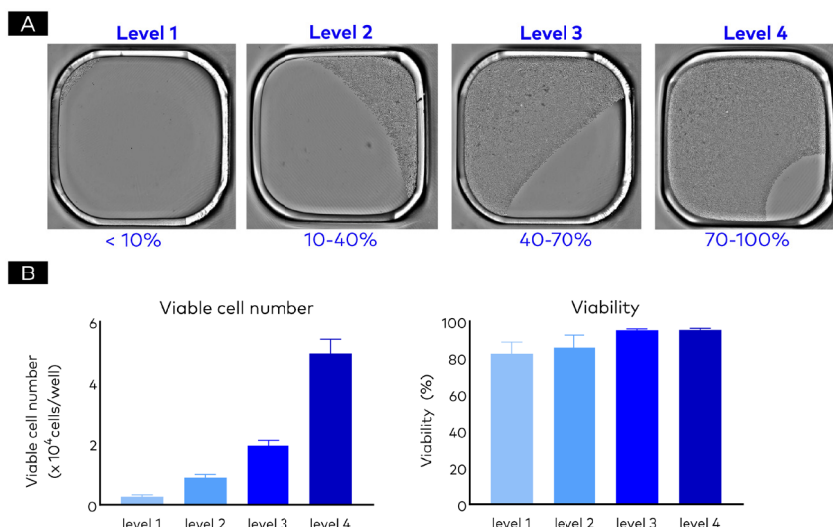 A
Level 1
Level 2
Level 3
Level 4
< 10%
10-40%
40-70%
70-100%
B
Viable cell number
Viable cell number
(x 10⁴cells/well)
6
4
2
0
level 1
level 2
level 3
level 4
Viability
Viability (%)
100
80
60
40
20
0
level 1
level 2
level 3
level 4